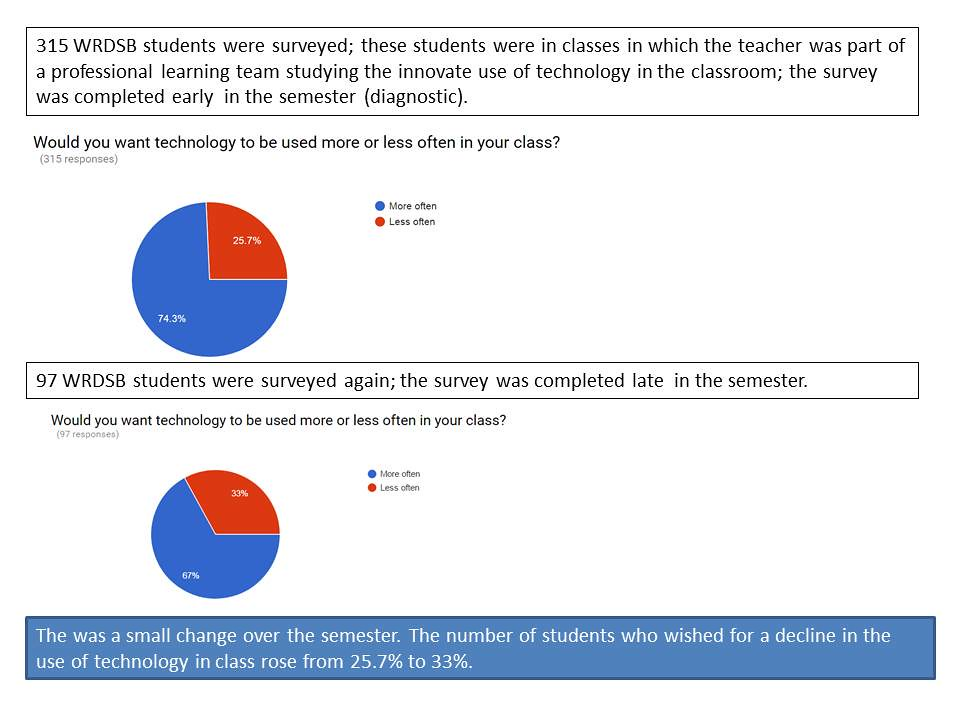 315 WRDSB students were surveyed; these students were in classes in which the teacher was part of
a professional learning team studying the innovate use of technology in the classroom; the survey
was completed early in the semester (diagnostic).
Would you want technology to be used more or less often in your class?
(315 responses)
More often
Less often
25.7%
74.3%
97 WRDSB students were surveyed again; the survey was completed late in the semester.
Would you want technology to be used more or less often in your class?
(97 responses)
More often
Less often
33%
67%
The was a small change over the semester. The number of students who wished for a decline in the
use of technology in class rose from 25.7% to 33%.